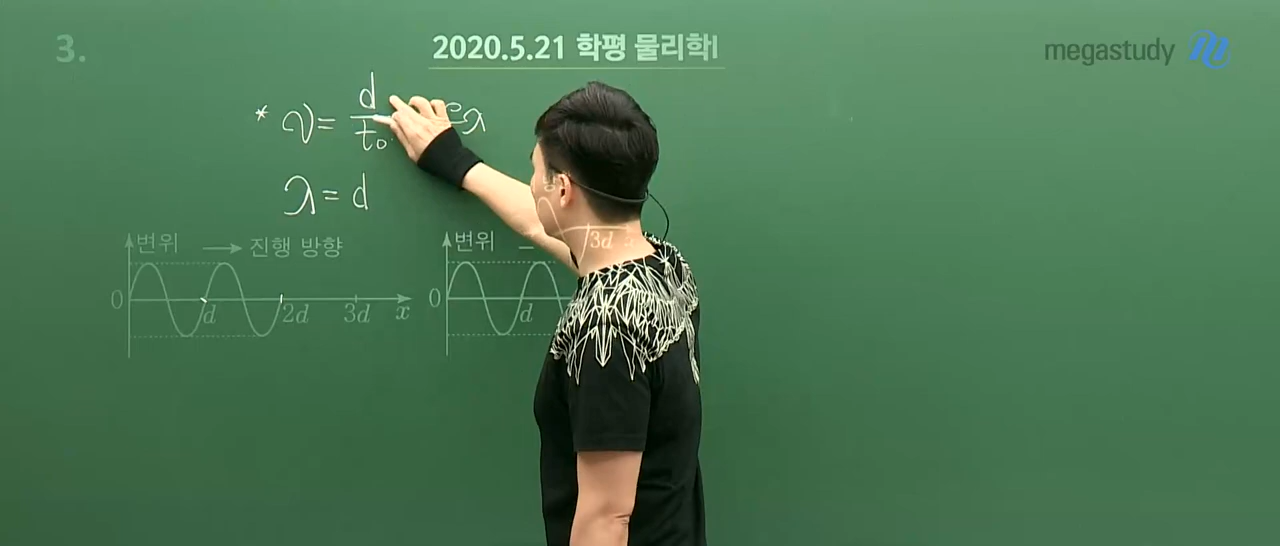 3.
2020.5.21 학평 물리학I
megastudy
* v = d/t₀ = fλ
λ = d
변위 → 진행 방향
0 d 2d 3d x
변위
0 d
3d